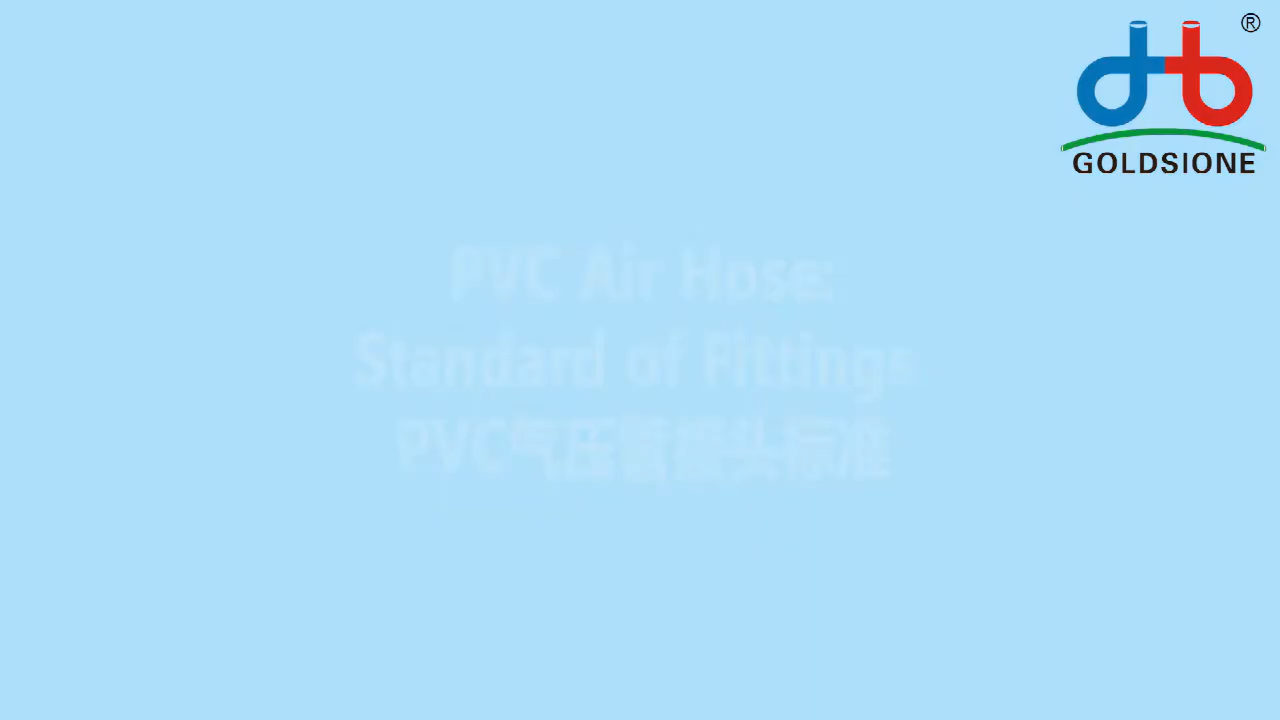 ®
GOLDSIONE
PVC Air Hose:
Standard of Fittings
PVC气压管接头标准